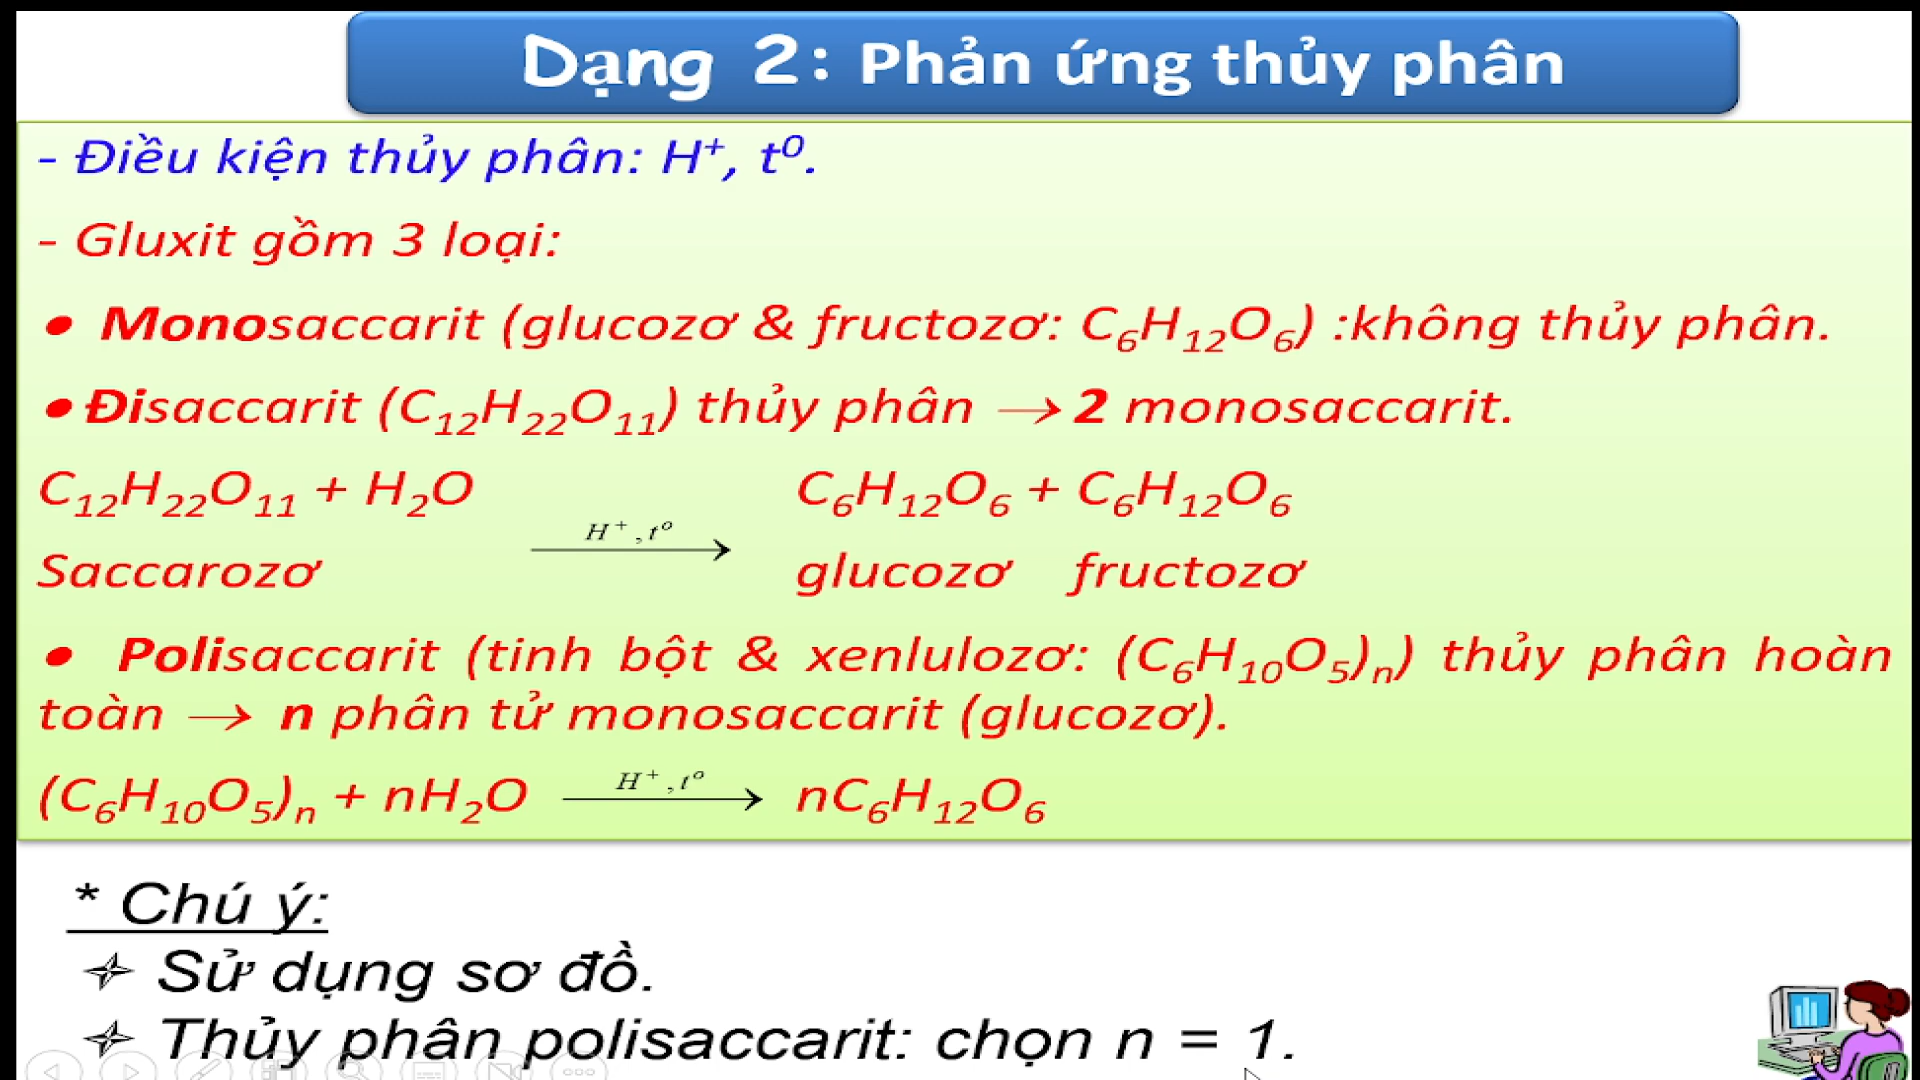 Dạng 2: Phản ứng thủy phân
- Điều kiện thủy phân: H⁺, t⁰.
- Gluxit gồm 3 loại:
● Monosaccarit (glucozơ & fructozơ: C₆H₁₂O₆) :không thủy phân.
● Đisaccarit (C₁₂H₂₂O₁₁) thủy phân → 2 monosaccarit.
C₁₂H₂₂O₁₁ + H₂O C₆H₁₂O₆ + C₆H₁₂O₆
H⁺, tᵒ →
Saccarozơ glucozơ fructozơ
● Polisaccarit (tinh bột & xenlulozơ: (C₆H₁₀O₅)ₙ) thủy phân hoàn
toàn → n phân tử monosaccarit (glucozơ).
(C₆H₁₀O₅)ₙ + nH₂O H⁺, tᵒ → nC₆H₁₂O₆
* Chú ý:
✧ Sử dụng sơ đồ.
✧ Thủy phân polisaccarit: chọn n = 1.